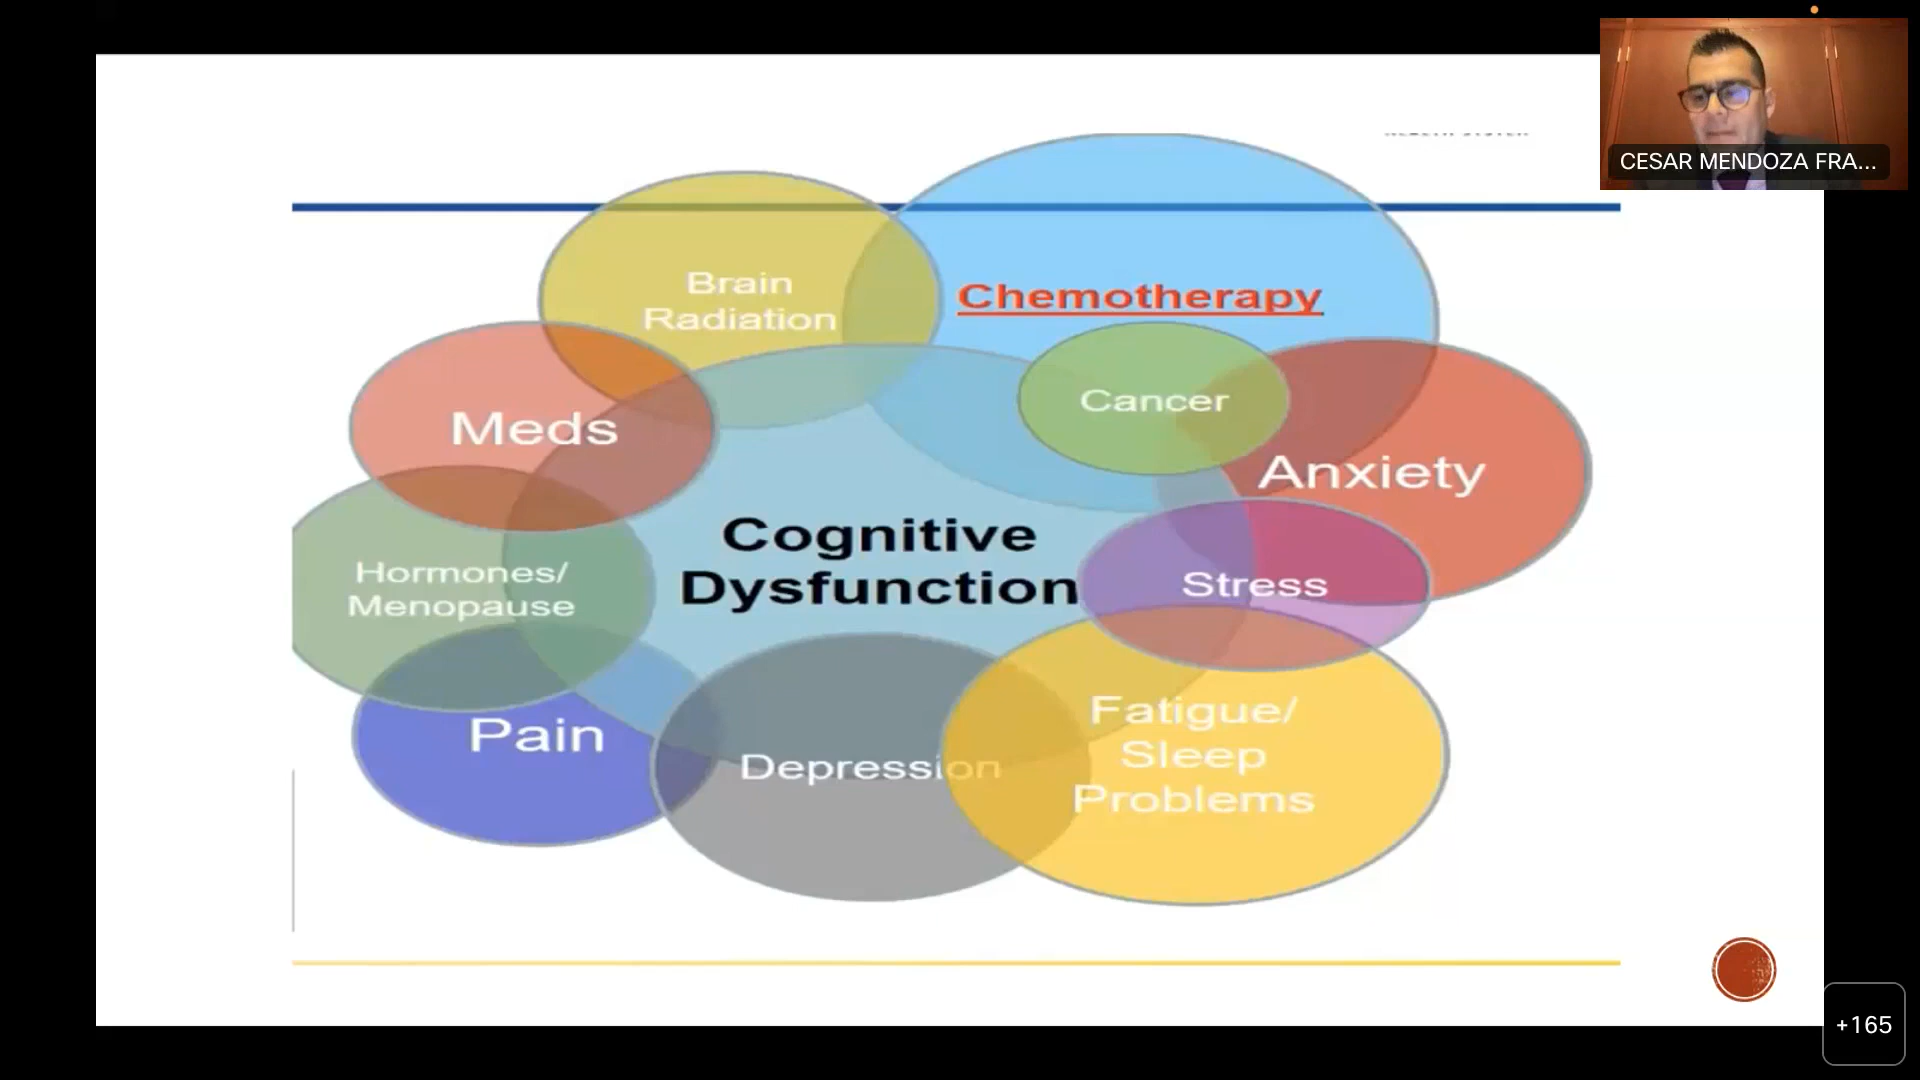 CESAR MENDOZA FRA...
Brain
Radiation
Chemotherapy
Cancer
Meds
Anxiety
Cognitive
Dysfunction
Stress
Hormones/
Menopause
Pain
Depression
Fatigue/
Sleep
Problems
+165